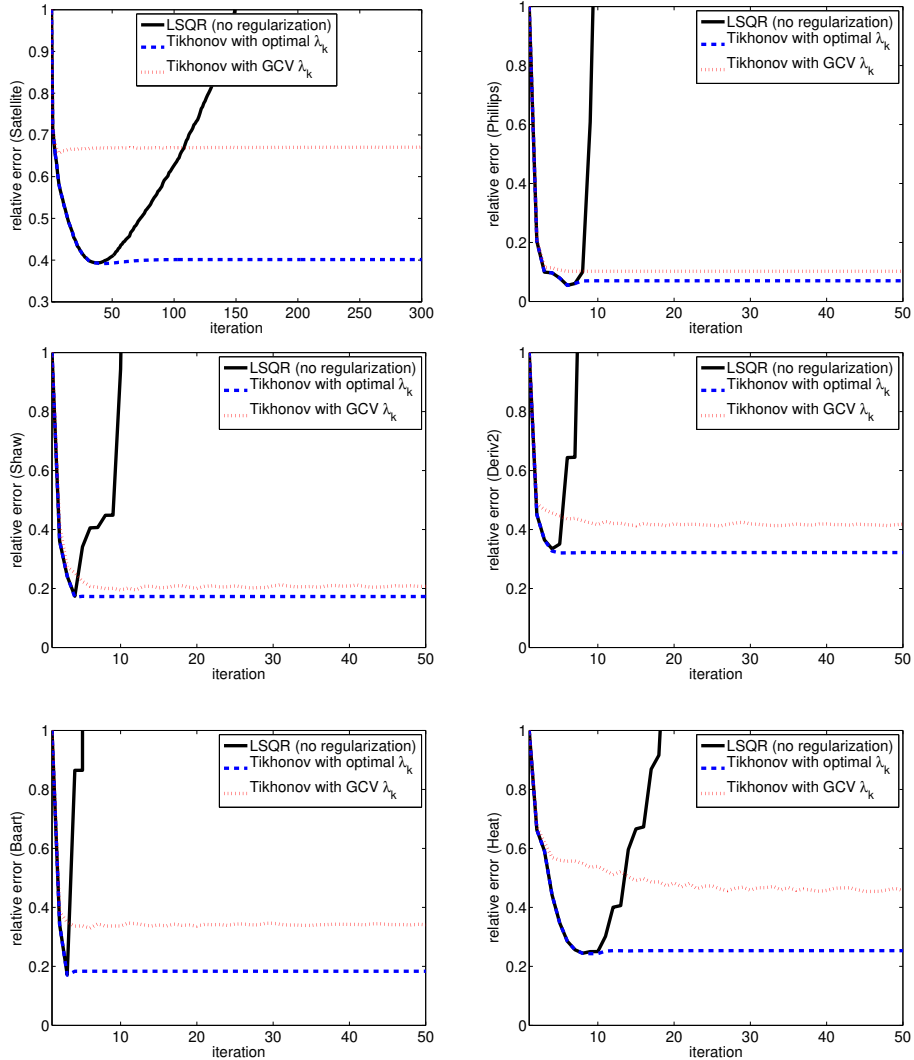 LSQR (no regularization)
Tikhonov with optimal λk
Tikhonov with GCV λk
relative error (Satellite)
1
0.9
0.8
0.7
0.6
0.5
0.4
0.3
50 100 150 200 250 300
iteration
LSQR (no regularization)
Tikhonov with optimal λk
Tikhonov with GCV λk
relative error (Phillips)
1
0.8
0.6
0.4
0.2
0
10 20 30 40 50
iteration
LSQR (no regularization)
Tikhonov with optimal λk
Tikhonov with GCV λk
relative error (Shaw)
1
0.8
0.6
0.4
0.2
0
10 20 30 40 50
iteration
LSQR (no regularization)
Tikhonov with optimal λk
Tikhonov with GCV λk
relative error (Deriv2)
1
0.8
0.6
0.4
0.2
0
10 20 30 40 50
iteration
LSQR (no regularization)
Tikhonov with optimal λk
Tikhonov with GCV λk
relative error (Baart)
1
0.8
0.6
0.4
0.2
0
10 20 30 40 50
iteration
LSQR (no regularization)
Tikhonov with optimal λk
Tikhonov with GCV λk
relative error (Heat)
1
0.8
0.6
0.4
0.2
0
10 20 30 40 50
iteration